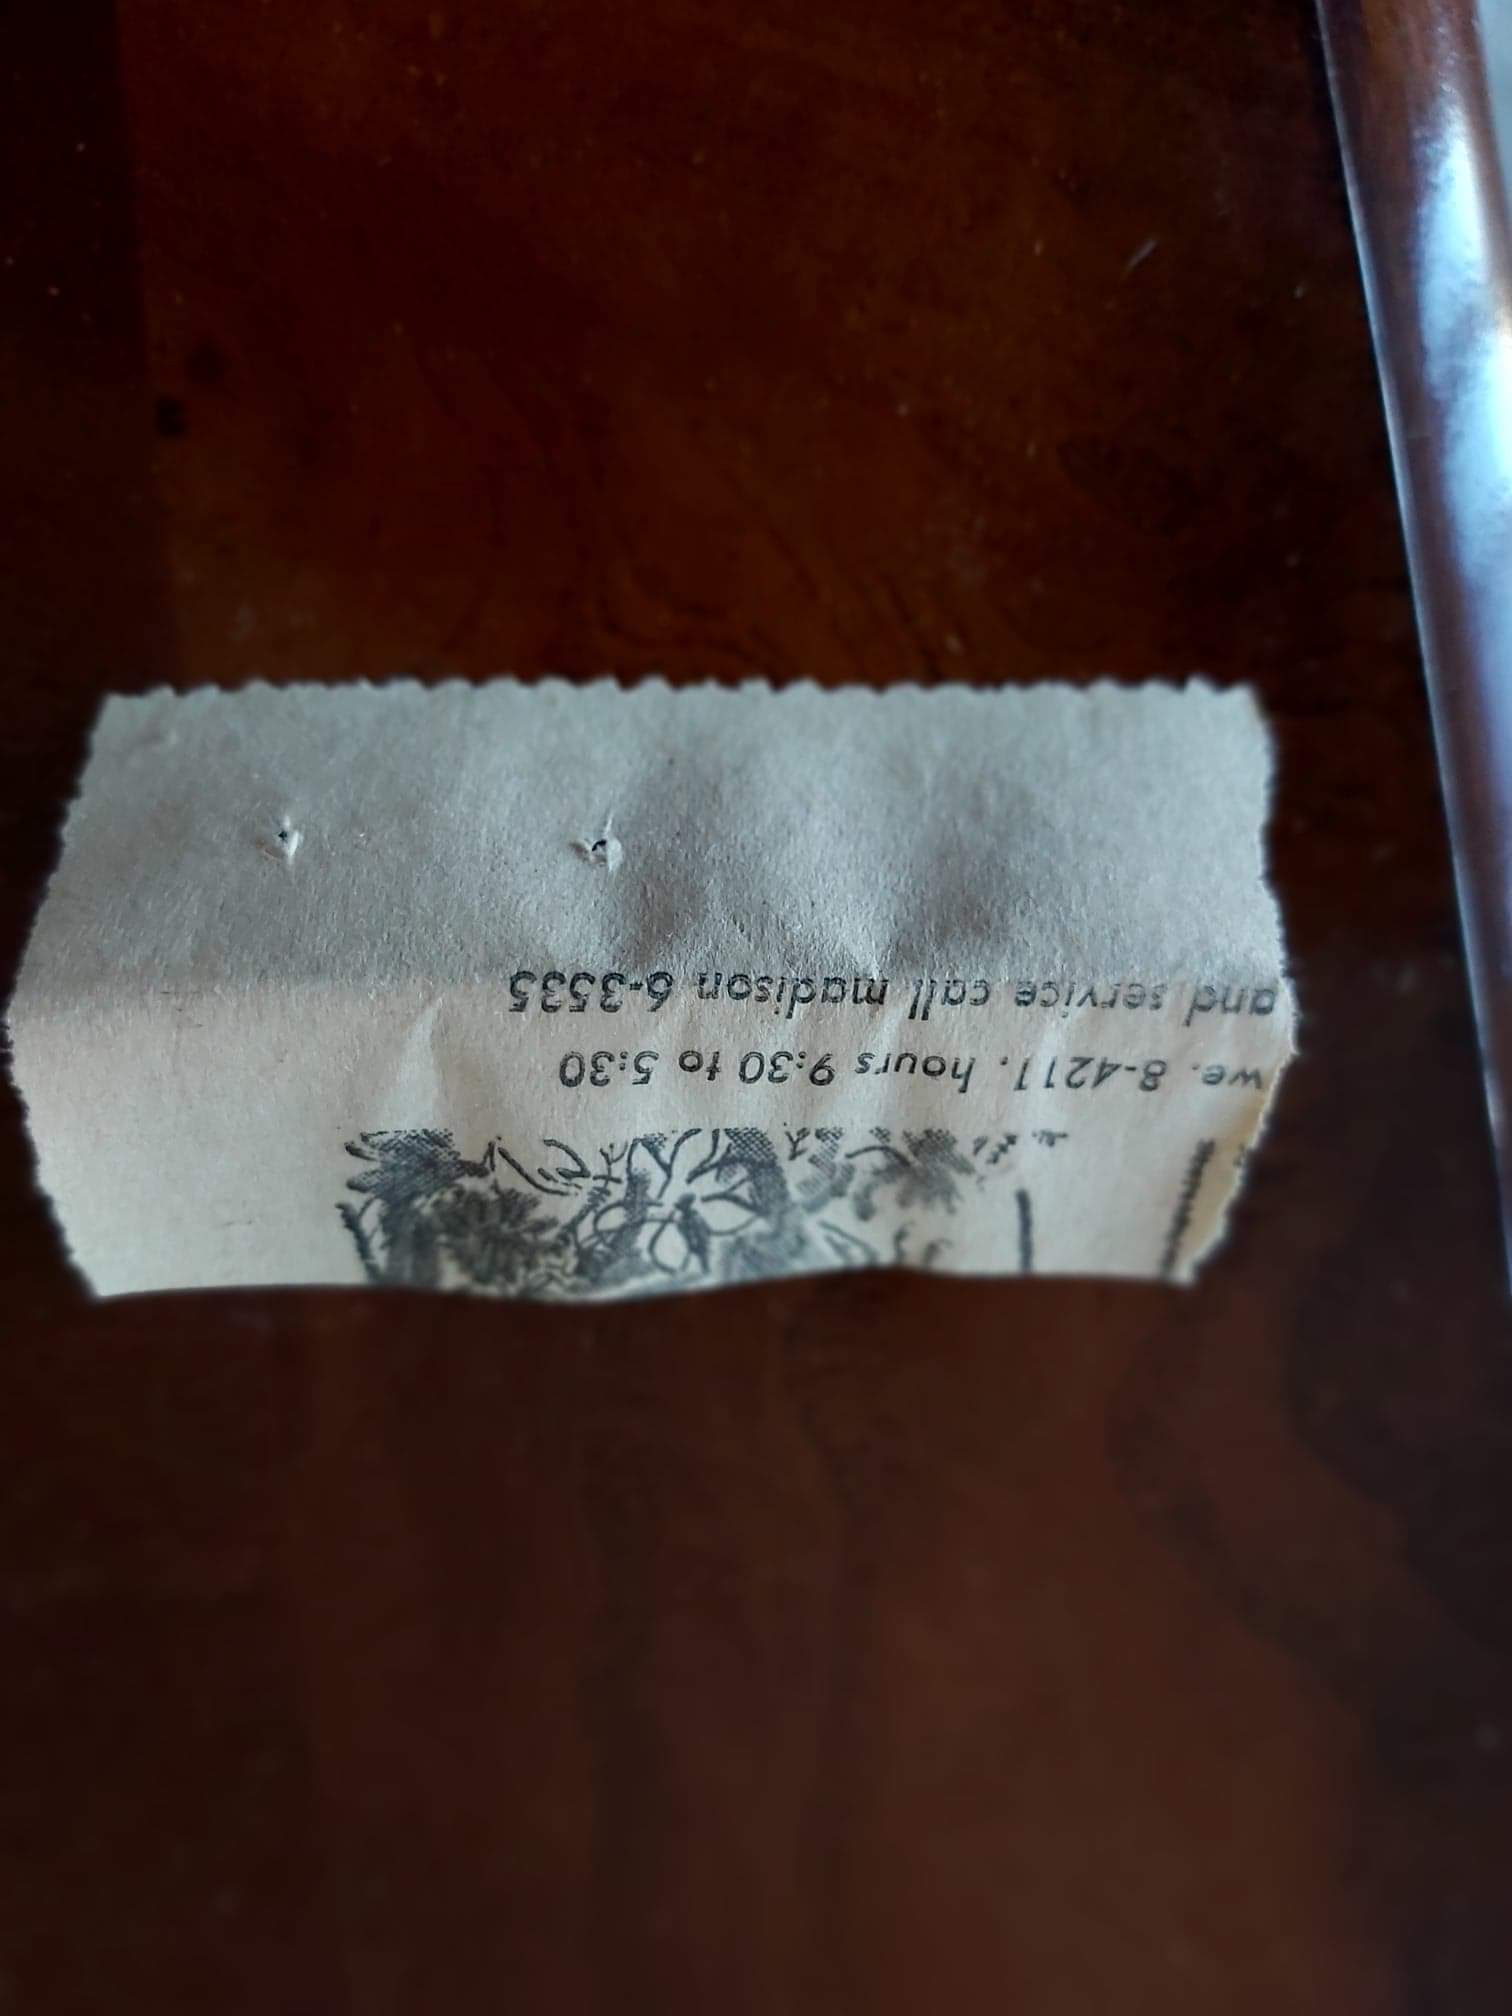 we. 8-4211. hours 9:30 to 5:30
and service call madison 6-3535